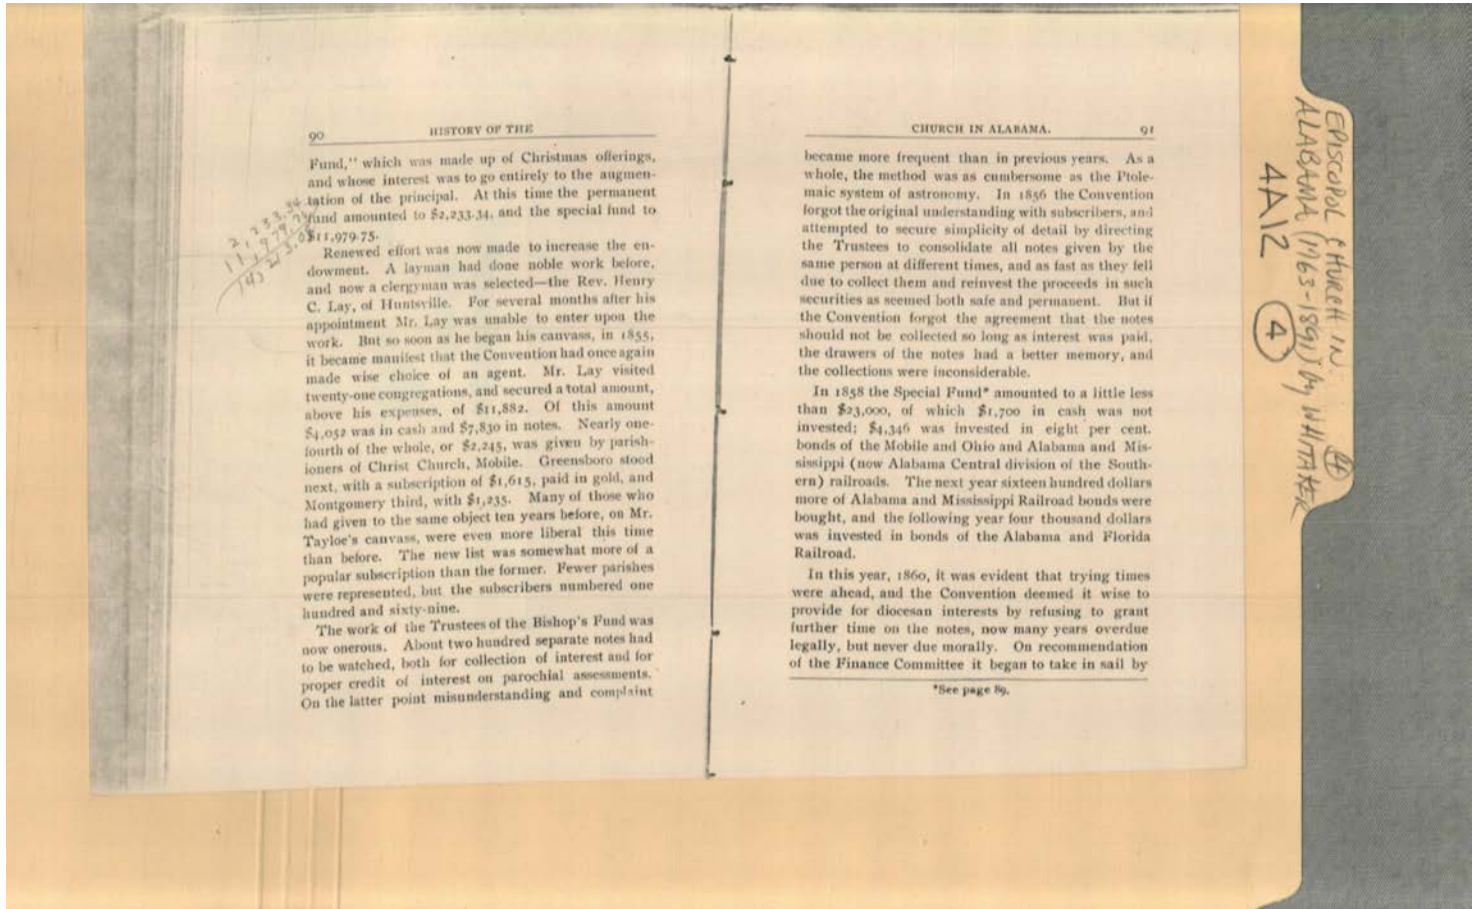 90
HISTORY OF THE
Fund," which was made up of Christmas offerings,
and whose interest was to go entirely to the augmen-
tation of the principal. At this time the permanent
fund amounted to $2,233.34, and the special fund to
$11,979.75.
Renewed effort was now made to increase the en-
dowment. A layman had done noble work before,
and now a clergyman was selected—the Rev. Henry
C. Lay, of Huntsville. For several months after his
appointment Mr. Lay was unable to enter upon the
work. But so soon as he began his canvass, in 1855,
it became manifest that the Convention had once again
made wise choice of an agent. Mr. Lay visited
twenty-one congregations, and secured a total amount,
above his expenses, of $11,882. Of this amount
$4,052 was in cash and $7,830 in notes. Nearly one-
fourth of the whole, or $2,245, was given by parish-
ioners of Christ Church, Mobile. Greensboro stood
next, with a subscription of $1,615, paid in gold, and
Montgomery third, with $1,235. Many of those who
had given to the same object ten years before, on Mr.
Tayloe's canvass, were even more liberal this time
than before. The new list was somewhat more of a
popular subscription than the former. Fewer parishes
were represented, but the subscribers numbered one
hundred and sixty-nine.
The work of the Trustees of the Bishop's Fund was
now onerous. About two hundred separate notes had
to be watched, both for collection of interest and for
proper credit of interest on parochial assessments.
On the latter point misunderstanding and complaint
2,233.34
11,979.75
CHURCH IN ALABAMA.
91
became more frequent than in previous years. As a
whole, the method was as cumbersome as the Ptole-
maic system of astronomy. In 1856 the Convention
forgot the original understanding with subscribers, and
attempted to secure simplicity of detail by directing
the Trustees to consolidate all notes given by the
same person at different times, and as fast as they fell
due to collect them and reinvest the proceeds in such
securities as seemed both safe and permanent. But if
the Convention forgot the agreement that the notes
should not be collected so long as interest was paid,
the drawers of the notes had a better memory, and
the collections were inconsiderable.
In 1858 the Special Fund* amounted to a little less
than $23,000, of which $1,700 in cash was not
invested; $4,346 was invested in eight per cent.
bonds of the Mobile and Ohio and Alabama and Mis-
sissippi (now Alabama Central division of the South-
ern) railroads. The next year sixteen hundred dollars
more of Alabama and Mississippi Railroad bonds were
bought, and the following year four thousand dollars
was invested in bonds of the Alabama and Florida
Railroad.
In this year, 1860, it was evident that trying times
were ahead, and the Convention deemed it wise to
provide for diocesan interests by refusing to grant
further time on the notes, now many years overdue
legally, but never due morally. On recommendation
of the Finance Committee it began to take in sail by
*See page 89.
EPISCOPOL CHURCH IN
ALABAMA (1763-1891) by WHITAKER
4A12
4